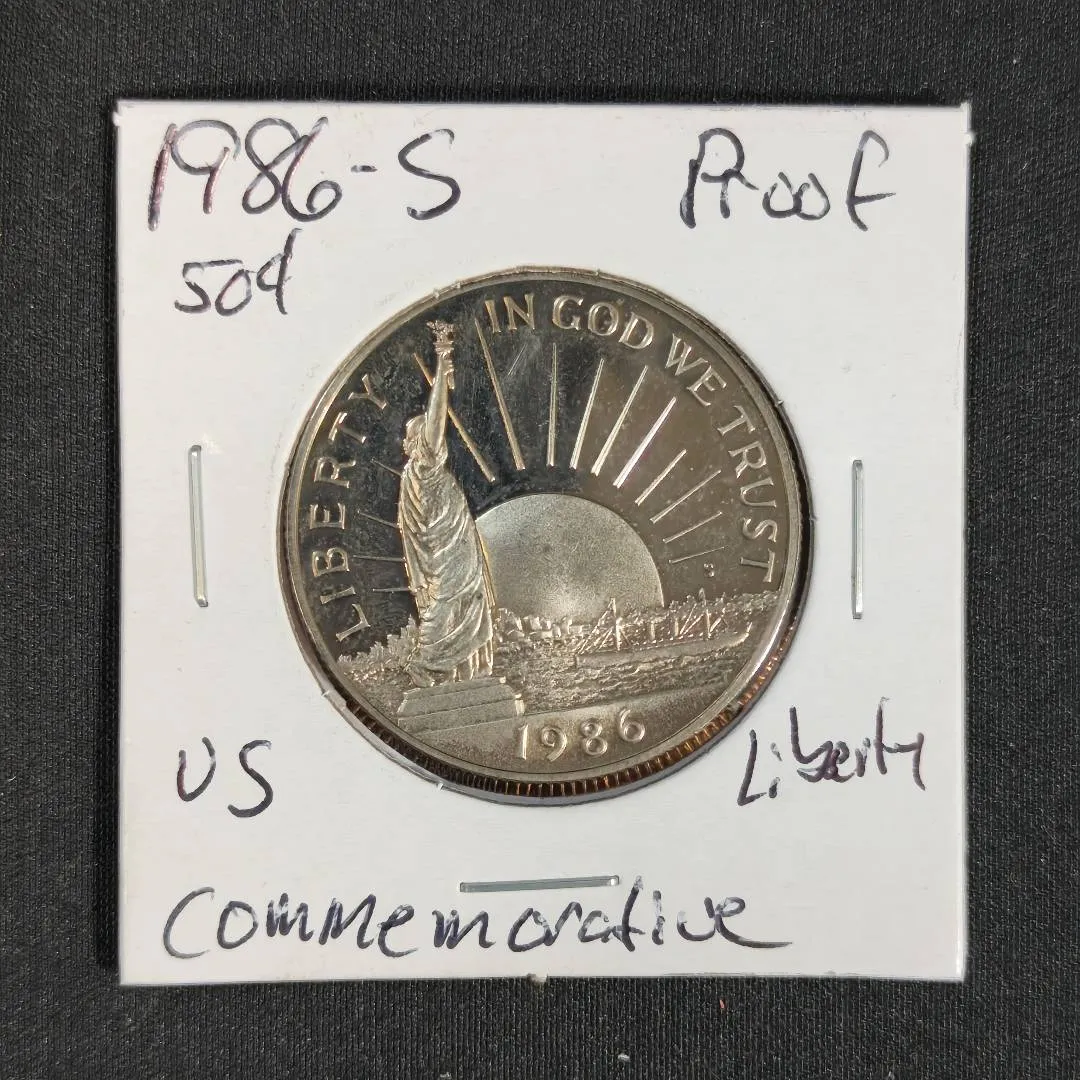 1986-S Proof
50¢
LIBERTY
IN GOD WE TRUST
S
1986
US Liberty
Commemorative